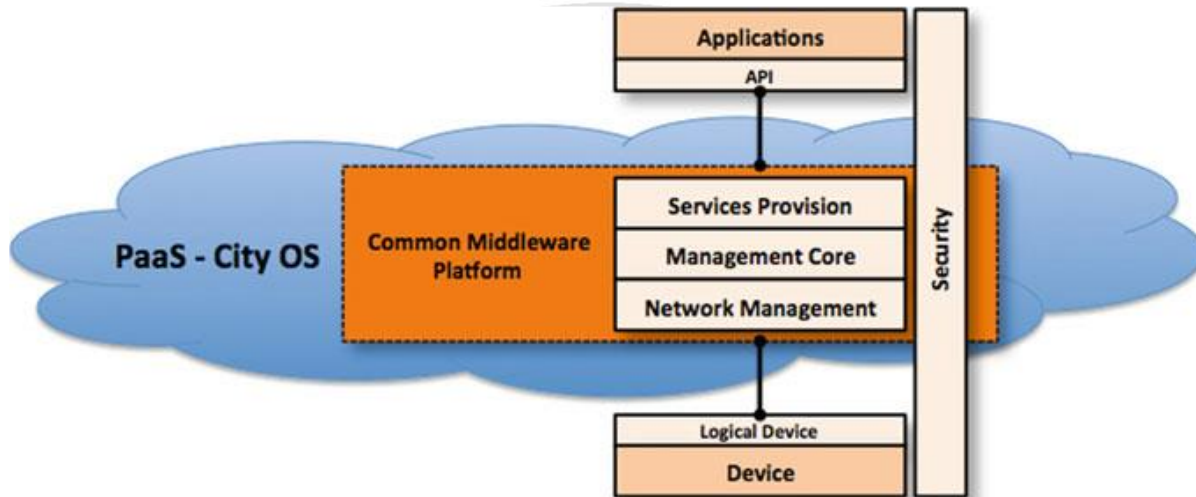 Applications
API
PaaS - City OS
Common Middleware
Platform
Services Provision
Management Core
Network Management
Security
Logical Device
Device